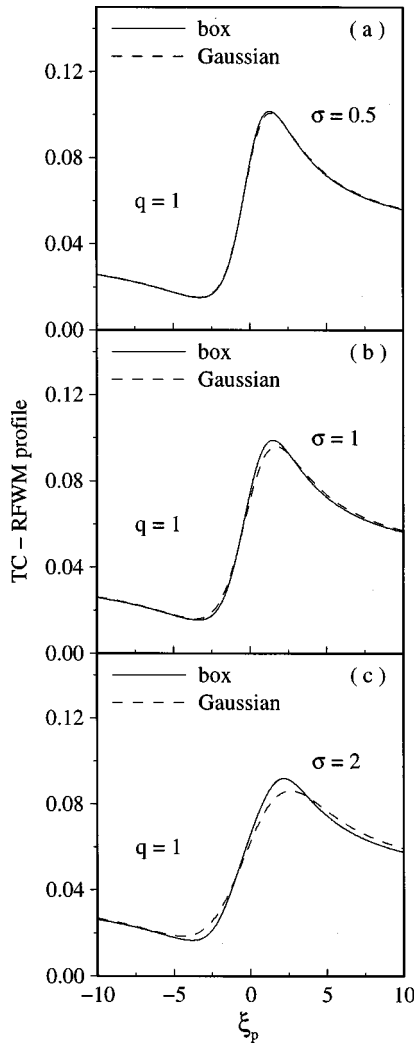 0.12
box
( a )
Gaussian
0.08
σ = 0.5
q = 1
0.04
0.00
0.12
box
( b )
Gaussian
0.08
σ = 1
q = 1
0.04
0.00
0.12
box
( c )
Gaussian
0.08
σ = 2
q = 1
0.04
0.00
−10
−5
0
5
10
ξp
TC − RFWM profile